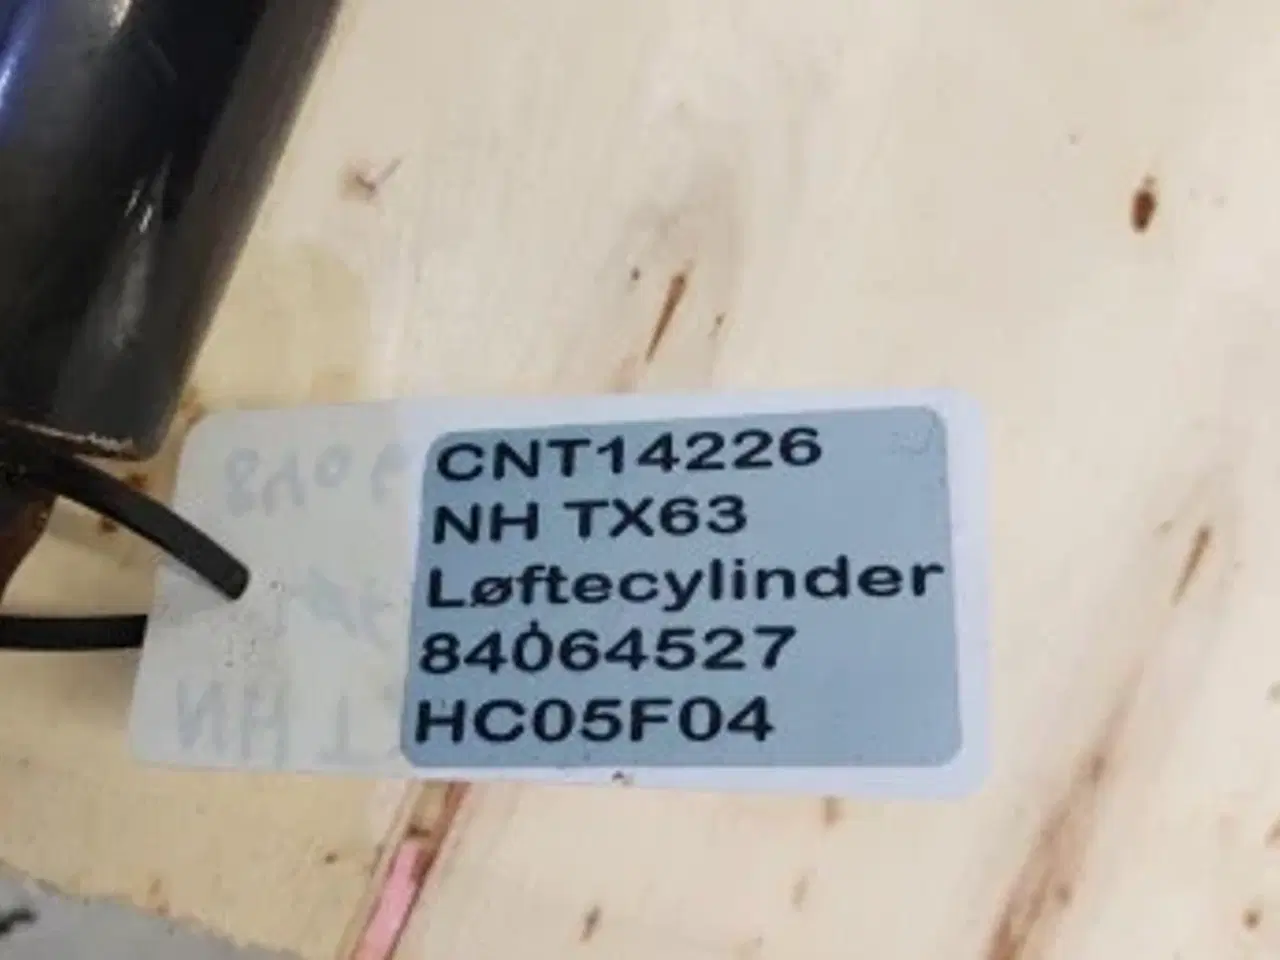 CNT14226
NH TX63
Løftecylinder
84064527
HC05F04